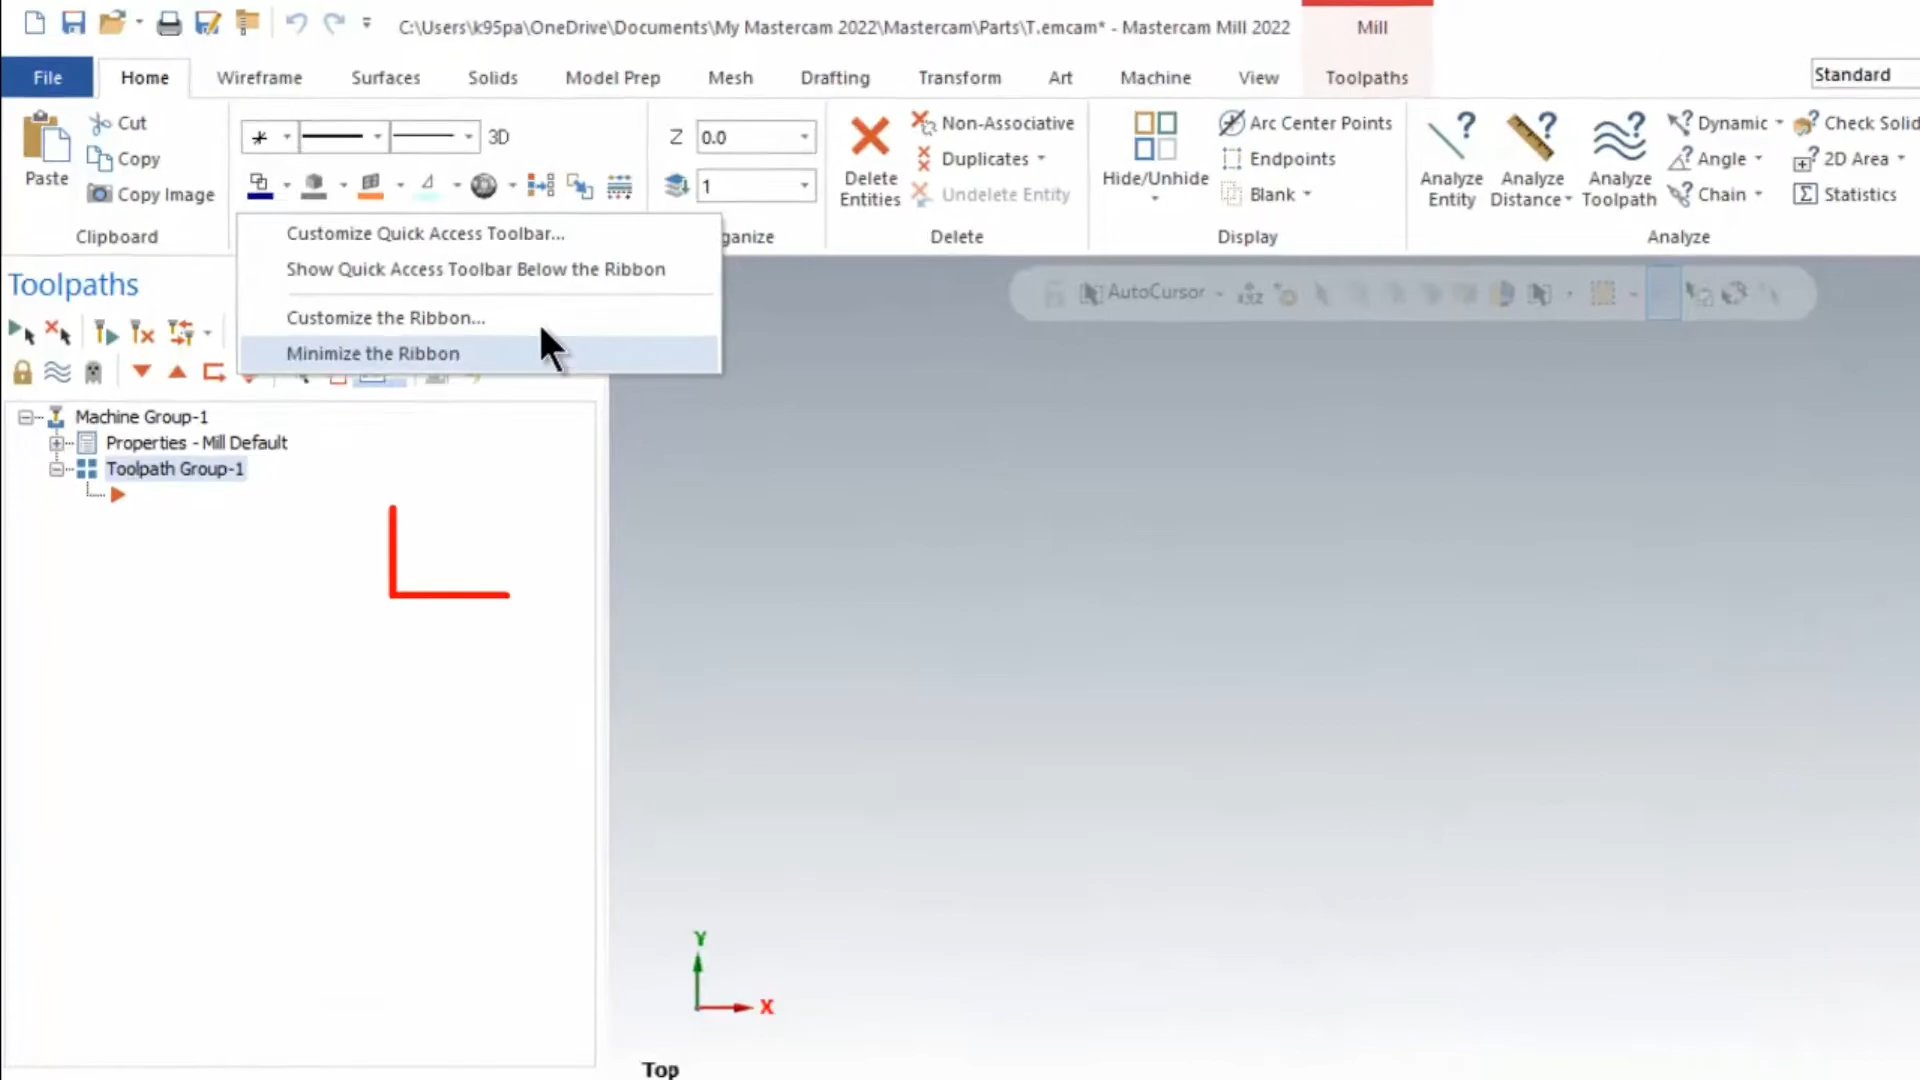 C:\Users\k95pa\OneDrive\Documents\My Mastercam 2022\Mastercam\Parts\T.emcam* - Mastercam Mill 2022
Mill
File Home Wireframe Surfaces Solids Model Prep Mesh Drafting Transform Art Machine View Toolpaths
Standard
Paste
Cut
Copy
Copy Image
Clipboard
3D
Z 0.0
1
ganize
Delete
Entities
Non-Associative
Duplicates
Undelete Entity
Delete
Hide/Unhide
Arc Center Points
Endpoints
Blank
Display
Analyze
Entity
Analyze
Distance
Analyze
Toolpath
Dynamic
Angle
Chain
Check Solid
2D Area
Statistics
Analyze
Customize Quick Access Toolbar...
Show Quick Access Toolbar Below the Ribbon
Customize the Ribbon...
Minimize the Ribbon
Toolpaths
AutoCursor
Machine Group-1
Properties - Mill Default
Toolpath Group-1
Y
X
Top